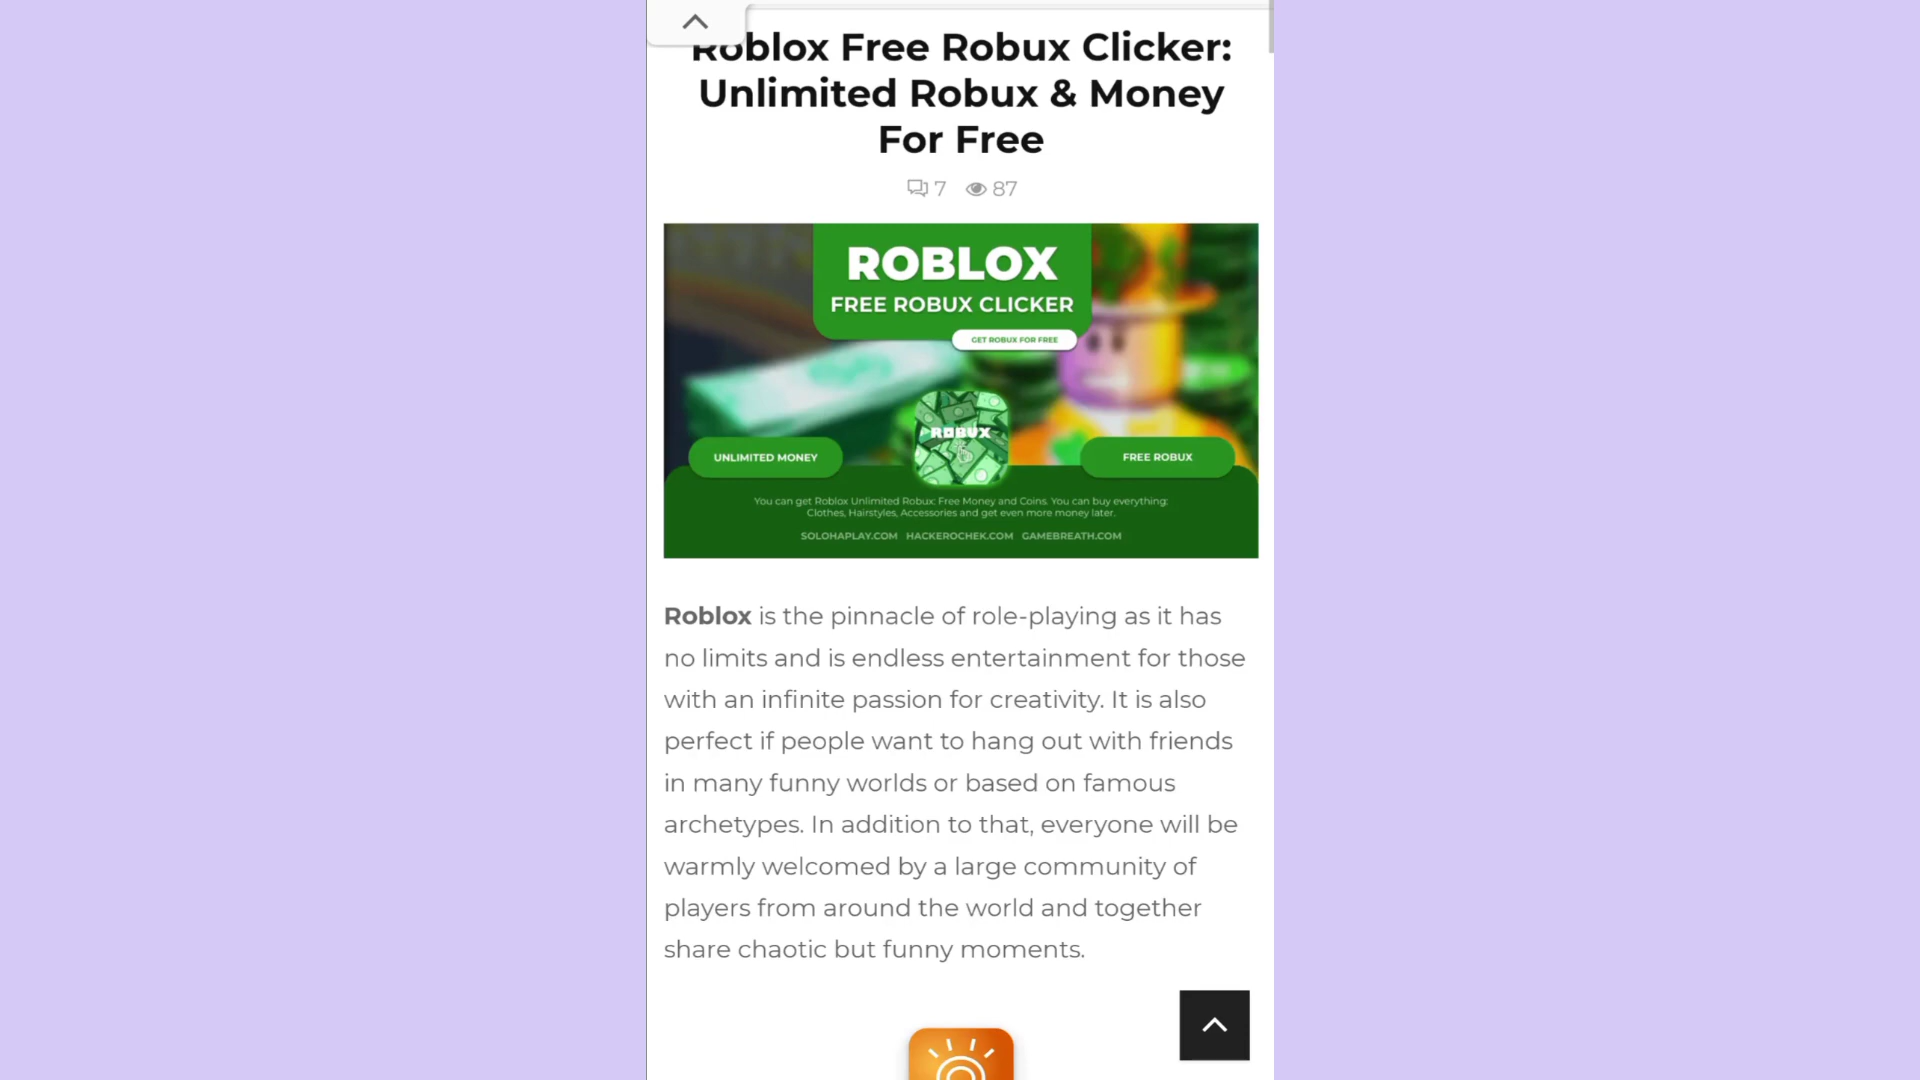 Roblox Free Robux Clicker:
Unlimited Robux & Money
For Free
7 87
ROBLOX
FREE ROBUX CLICKER
GET ROBUX FOR FREE
ROBUX
UNLIMITED MONEY
FREE ROBUX
You can get Roblox Unlimited Robux: Free Money and Coins. You can buy everything:
Clothes, Hairstyles, Accessories and get even more money later.
SOLOHAPLAY.COM HACKEROCHEK.COM GAMEBREATH.COM
Roblox is the pinnacle of role-playing as it has
no limits and is endless entertainment for those
with an infinite passion for creativity. It is also
perfect if people want to hang out with friends
in many funny worlds or based on famous
archetypes. In addition to that, everyone will be
warmly welcomed by a large community of
players from around the world and together
share chaotic but funny moments.